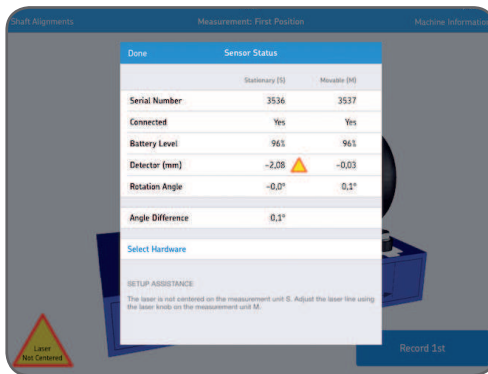 Shaft Alignments Measurement: First Position Machine Information
Done Sensor Status
Stationary (S) Movable (M)
Serial Number 3536 3537
Connected Yes Yes
Battery Level 96% 96%
Detector (mm) -2,08 -0,03
Rotation Angle -0,0° 0,1°
Angle Difference 0,1°
Select Hardware
SETUP ASSISTANCE
The laser is not centered on the measurement unit S. Adjust the laser line using
the laser knob on the measurement unit M.
Laser
Not Centered
Record 1st